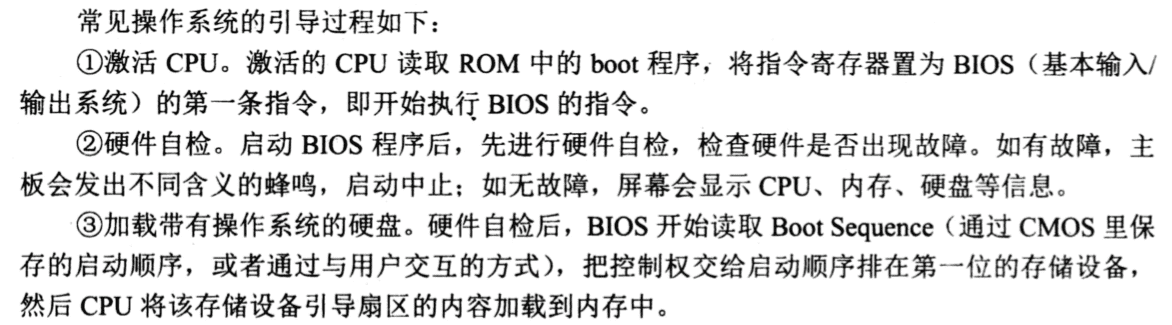 常见操作系统的引导过程如下：
①激活 CPU。激活的 CPU 读取 ROM 中的 boot 程序，将指令寄存器置为 BIOS（基本输入/
输出系统）的第一条指令，即开始执行 BIOS 的指令。
②硬件自检。启动 BIOS 程序后，先进行硬件自检，检查硬件是否出现故障。如有故障，主
板会发出不同含义的蜂鸣，启动中止；如无故障，屏幕会显示 CPU、内存、硬盘等信息。
③加载带有操作系统的硬盘。硬件自检后，BIOS 开始读取 Boot Sequence（通过 CMOS 里保
存的启动顺序，或者通过与用户交互的方式），把控制权交给启动顺序排在第一位的存储设备，
然后 CPU 将该存储设备引导扇区的内容加载到内存中。